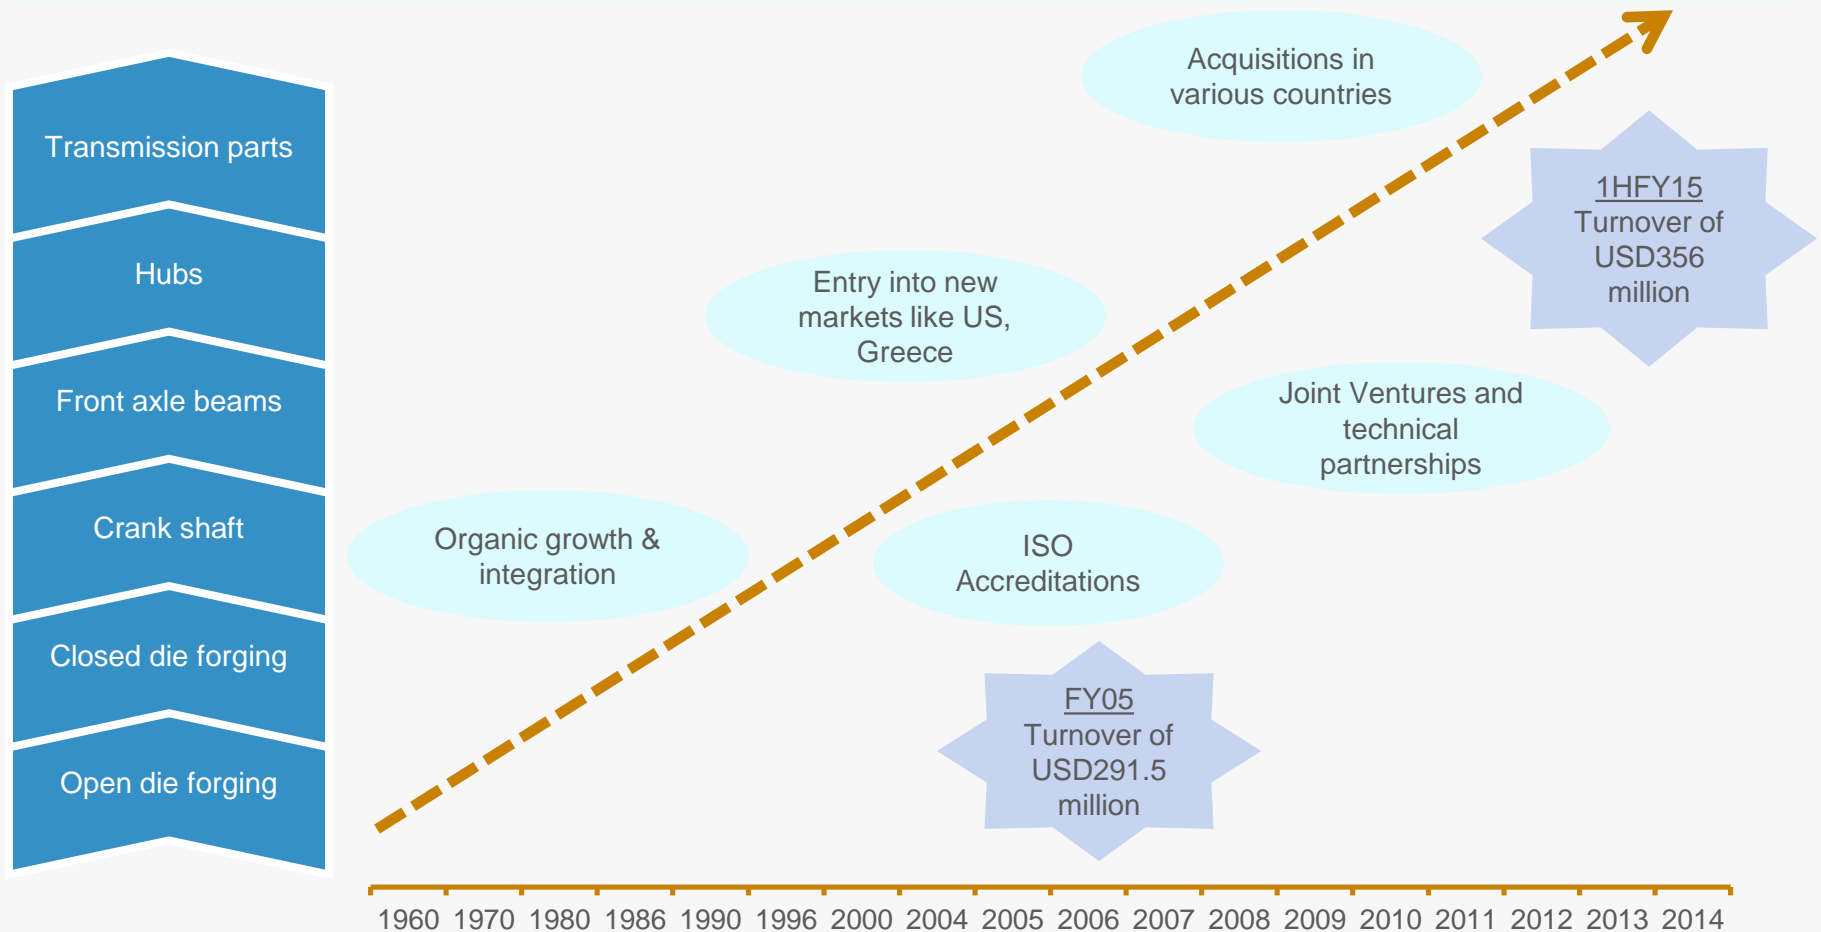 Transmission parts
Hubs
Front axle beams
Crank shaft
Closed die forging
Open die forging
Acquisitions in
various countries
1HFY15
Turnover of
USD356
million
Entry into new
markets like US,
Greece
Joint Ventures and
technical
partnerships
Organic growth &
integration
ISO
Accreditations
FY05
Turnover of
USD291.5
million
1960 1970 1980 1986 1990 1996 2000 2004 2005 2006 2007 2008 2009 2010 2011 2012 2013 2014